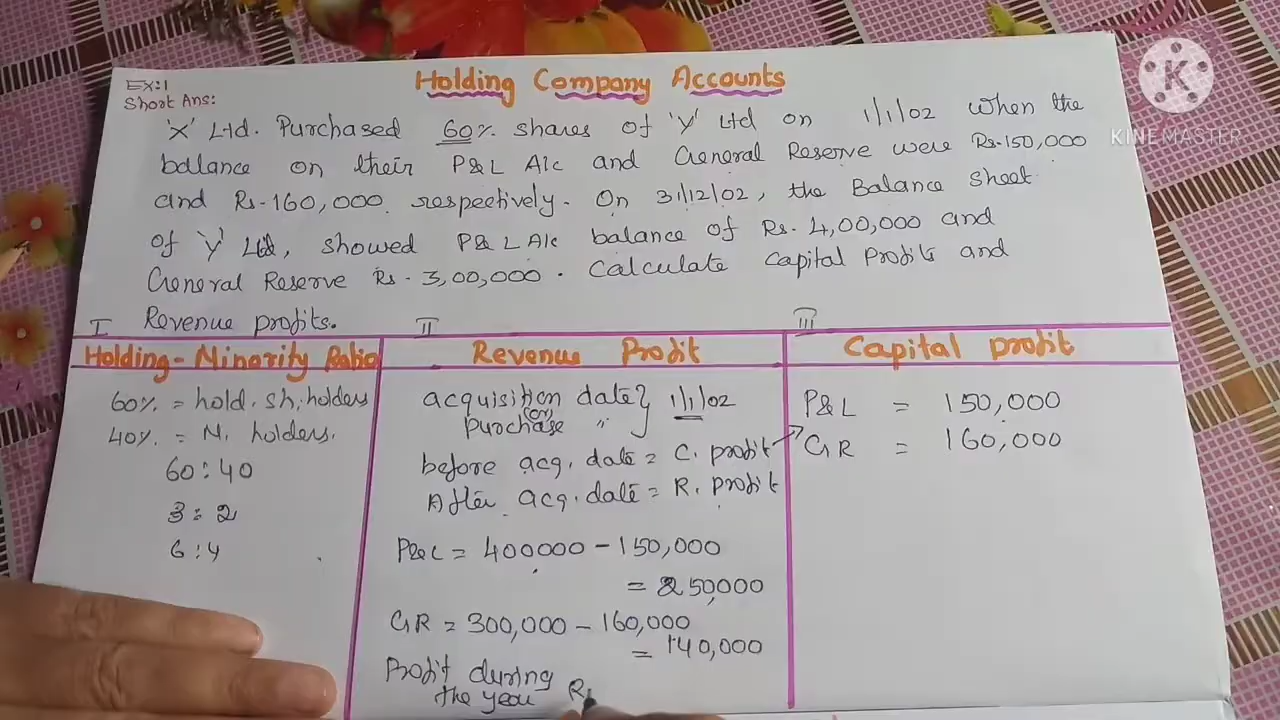 Holding Company Accounts
Ex:1
Short Ans:
'X' Ltd. Purchased 60% shares of 'Y' Ltd on 1/1/02 when the
balance on their P&L A/c and General Reserve were Rs.150,000
and Rs.160,000 respectively. On 31/12/02, the Balance Sheet
of 'Y' Ltd, showed P&L A/c balance of Rs. 4,00,000 and
General Reserve Rs. 3,00,000. Calculate Capital Profits and
Revenue profits.
I
Holding-Minority Ratio
60% = hold. sh. holders
40% = M. holders.
60:40
3:2
6:4
II
Revenue Profit
acquisition date } 1/1/02
(or)
Purchase "
before acq. date = C. profit
After acq. date = R. profit
P&L = 400000 - 150,000
= 250,000
GR = 300,000 - 160,000
= 140,000
Profit during
the year R
III
Capital profit
P&L = 150,000
GR = 160,000
KINEMASTER
K